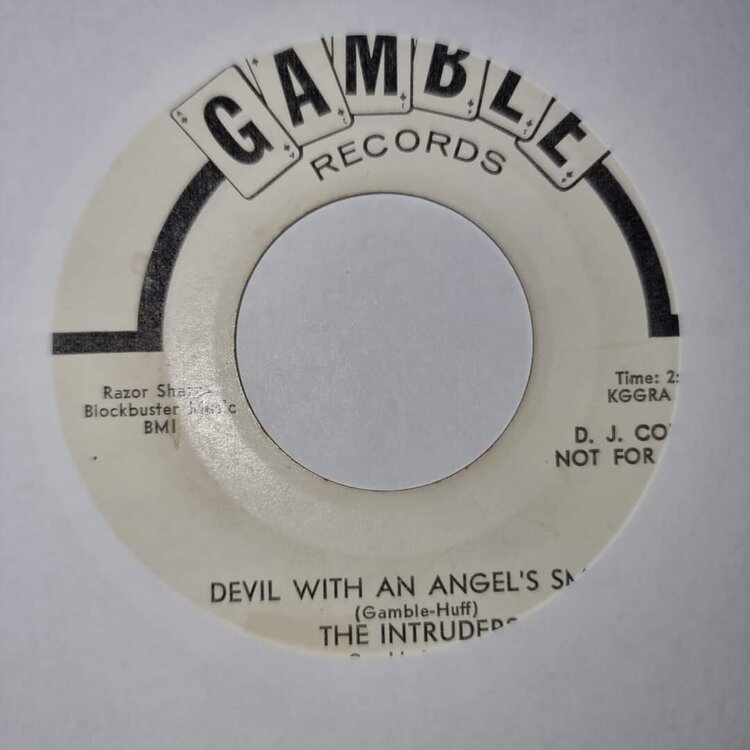 GAMBLE
RECORDS
Razor Sha
Blockbuster Music
BMI
Time: 2:
KGGRA
D. J. CO
NOT FOR
DEVIL WITH AN ANGEL'S SM
(Gamble-Huff)
THE INTRUDERS